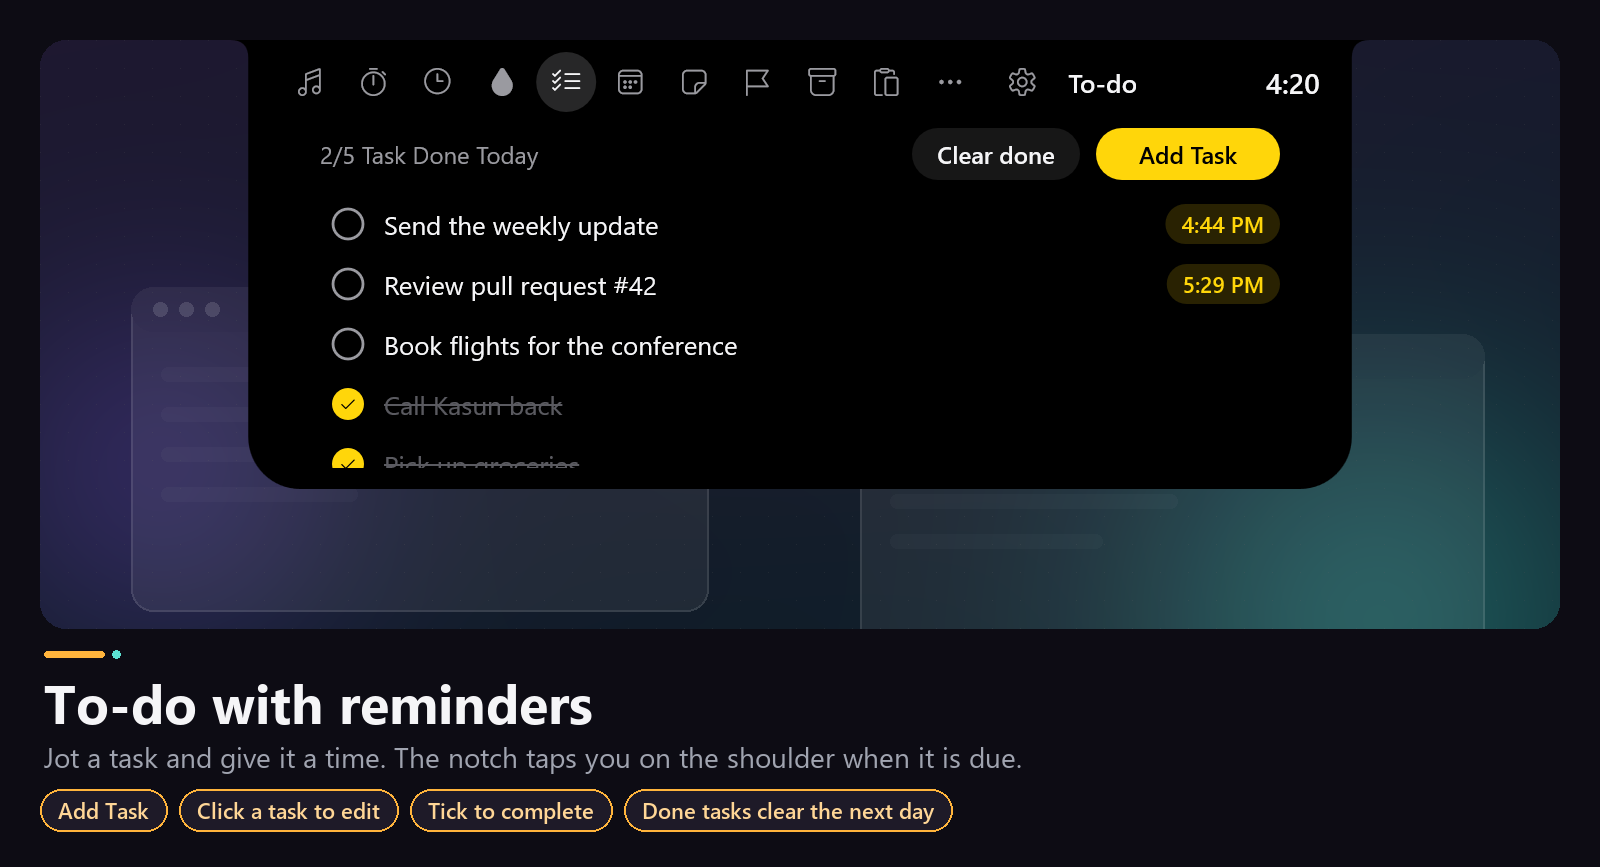 To-do 4:20
2/5 Task Done Today Clear done Add Task
Send the weekly update 4:44 PM
Review pull request #42 5:29 PM
Book flights for the conference
Call Kasun back
Pick up groceries
To-do with reminders
Jot a task and give it a time. The notch taps you on the shoulder when it is due.
Add Task Click a task to edit Tick to complete Done tasks clear the next day